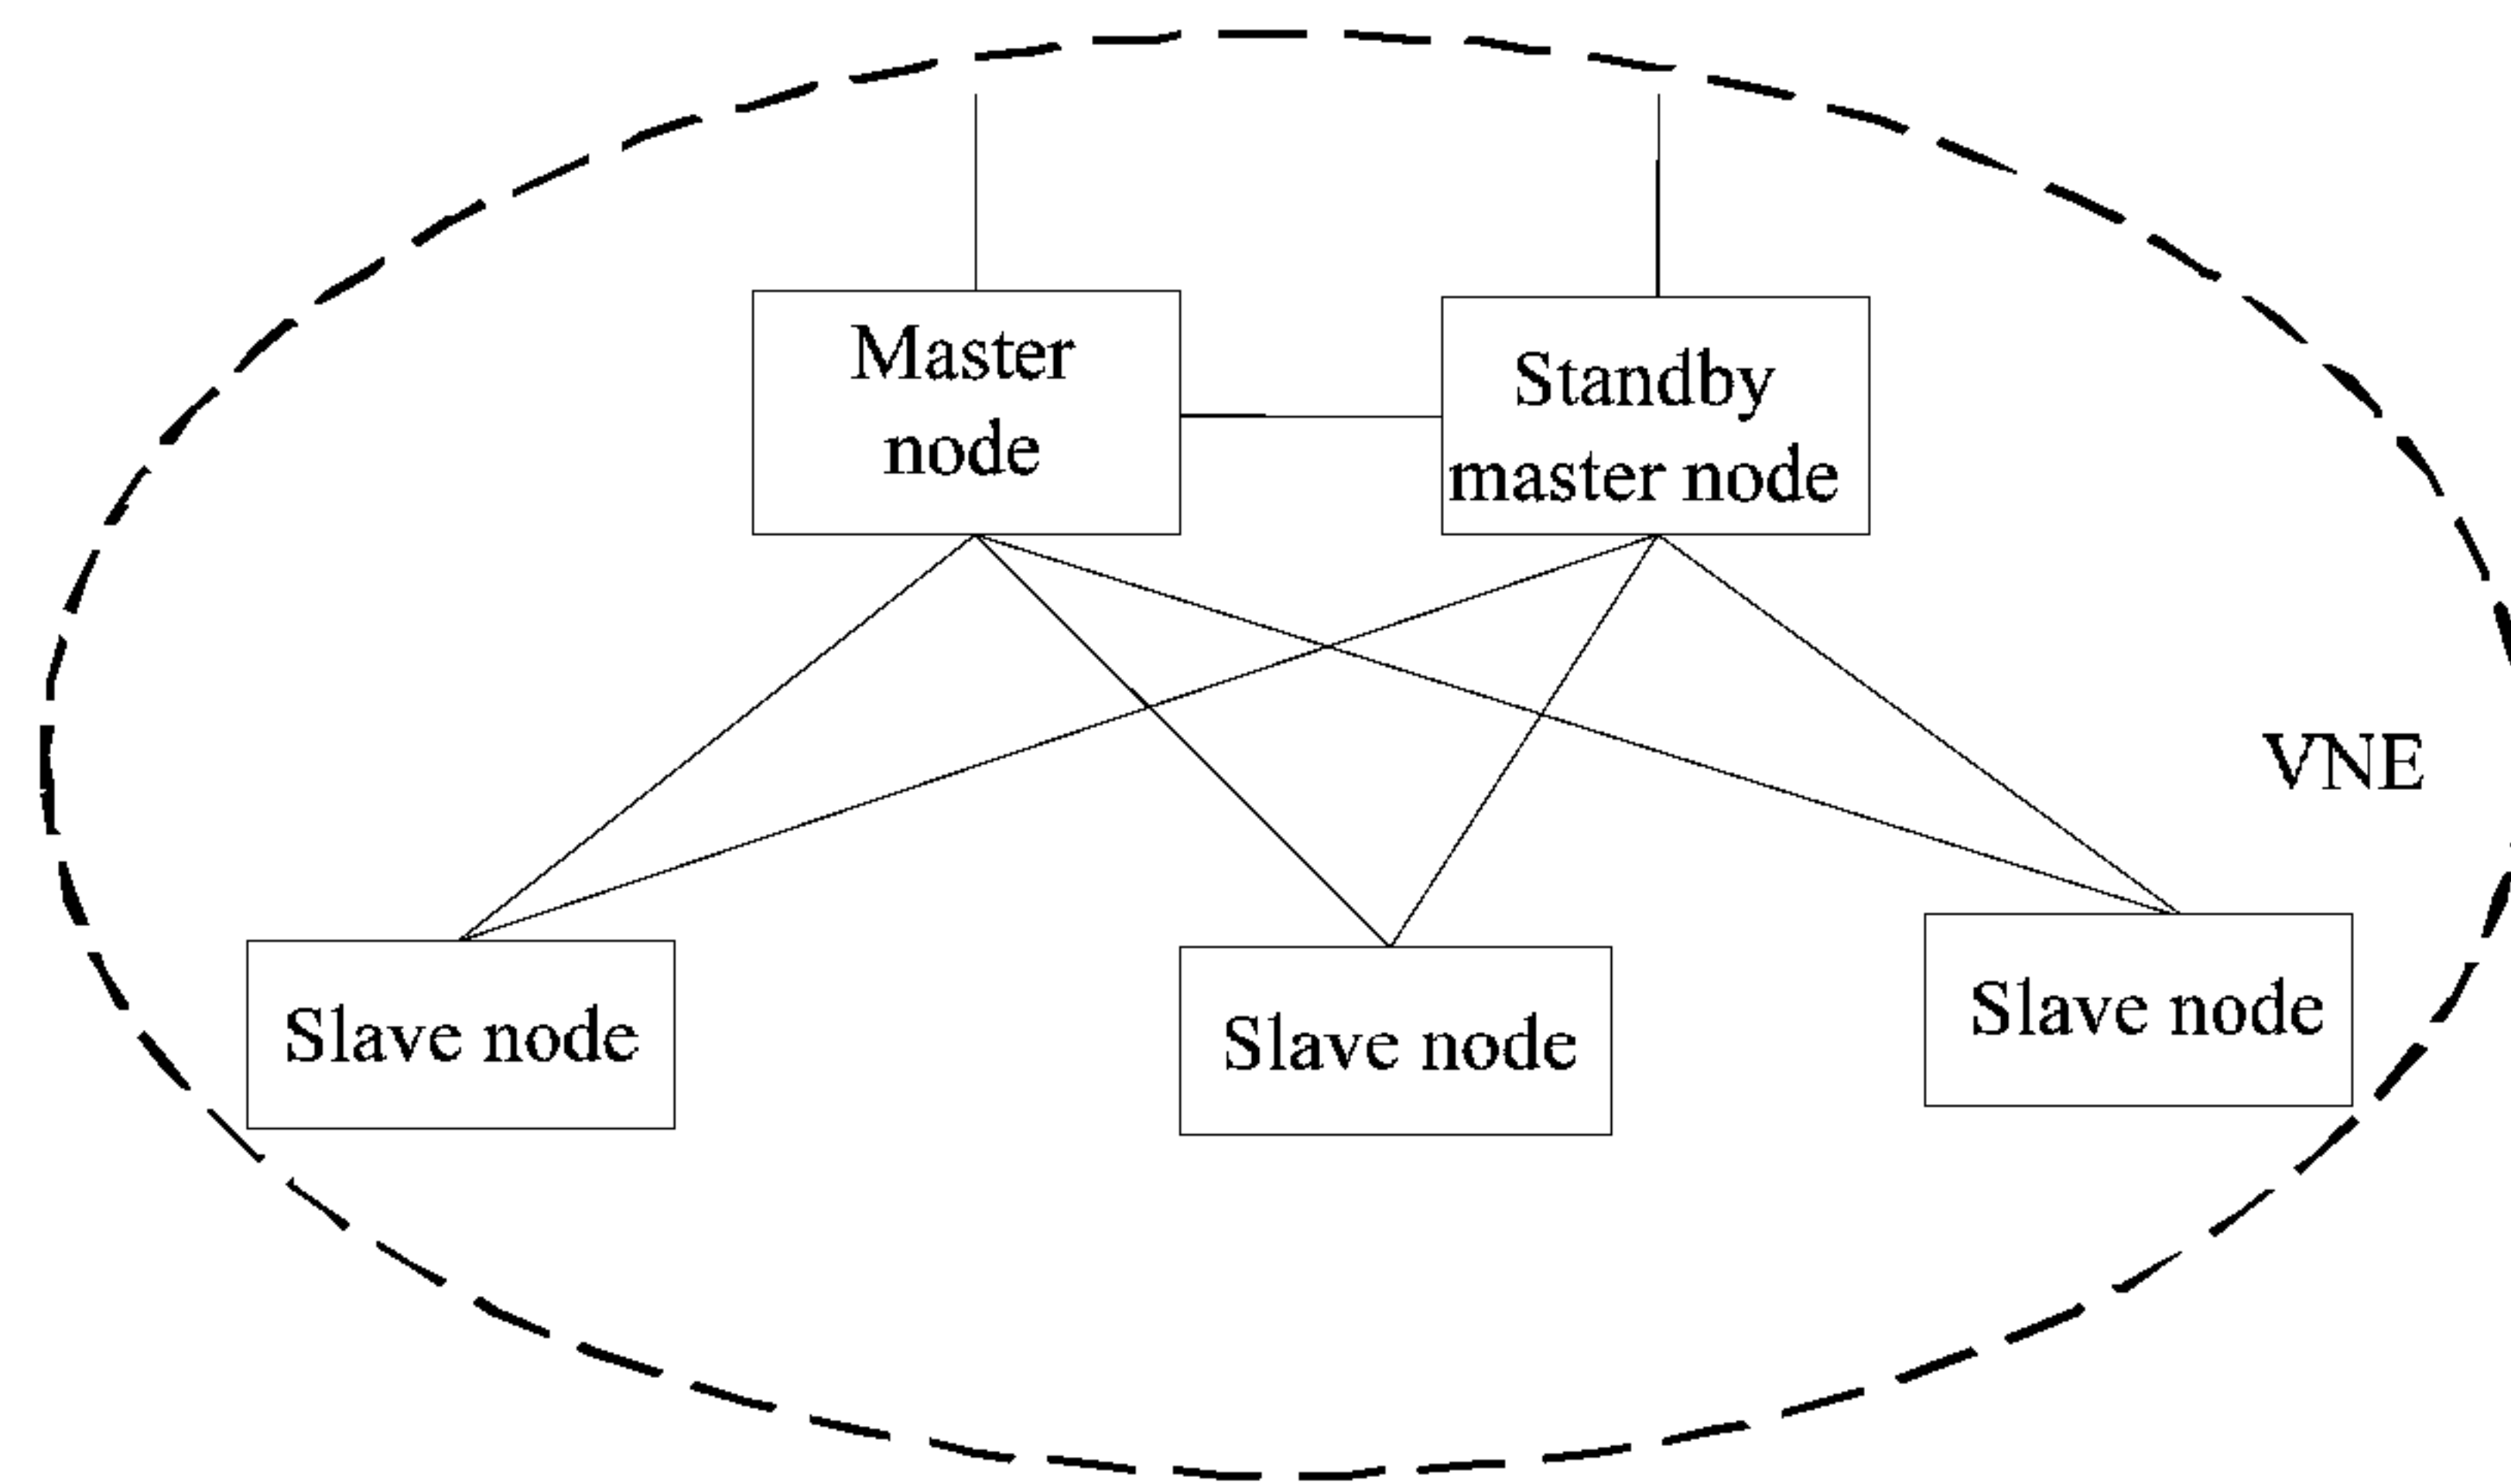 Master
node
Standby
master node
VNE
Slave node
Slave node
Slave node